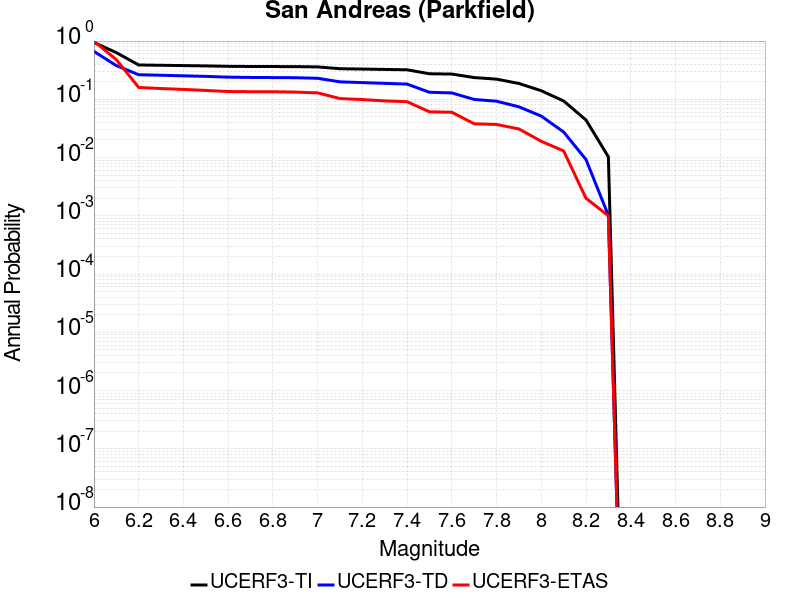 San Andreas (Parkfield)
10^0
10^-1
10^-2
10^-3
10^-4
10^-5
10^-6
10^-7
10^-8
Annual Probability
6 6.2 6.4 6.6 6.8 7 7.2 7.4 7.6 7.8 8 8.2 8.4 8.6 8.8 9
Magnitude
UCERF3-TI UCERF3-TD UCERF3-ETAS